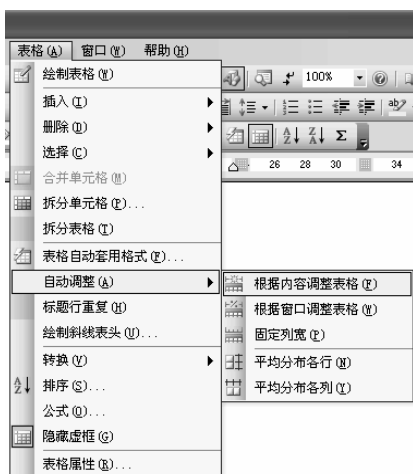 表格(A) 窗口(W) 帮助(H)
绘制表格(W)
100%
插入(I)
删除(D)
选择(C)
26 28 30 34
合并单元格(M)
拆分单元格(P)...
拆分表格(T)
表格自动套用格式(F)...
自动调整(A)
根据内容调整表格(F)
标题行重复(H)
根据窗口调整表格(W)
绘制斜线表头(U)...
固定列宽(P)
转换(V)
平均分布各行(N)
排序(S)...
平均分布各列(Y)
公式(O)...
隐藏虚框(G)
表格属性(R)...